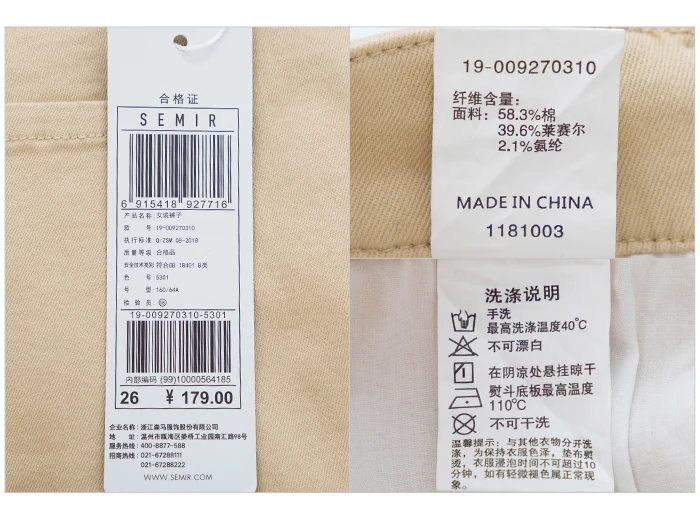 合格证
SEMIR
6 915418 927716
产品名称:女装裤子
款 号:19-009270310
执行标准:Q/ZSM 08-2018
质量等级:合格品
安全技术类别:符合GB 18401 B类
色 号:5301
号 型:160/64A
检 验 员:
19-009270310-5301
内部编码 (99)10000564185
26 ¥ 179.00
企业名称:浙江森马服饰股份有限公司
地 址:温州市瓯海区娄桥工业园南汇路98号
服务热线:400-8877-588
招商热线:021-67288111
021-67288222
WWW.SEMIR.COM
19-009270310
纤维含量:
面料:58.3%棉
39.6%莱赛尔
2.1%氨纶
MADE IN CHINA
1181003
洗涤说明
手洗
最高洗涤温度40℃
不可漂白
在阴凉处悬挂晾干
熨斗底板最高温度
110℃
不可干洗
温馨提示:与其他衣物分开洗
涤,为保持衣服色泽,垫布熨
烫,衣服浸泡时间不可超过10
分钟,如有轻微褪色属正常现
象。